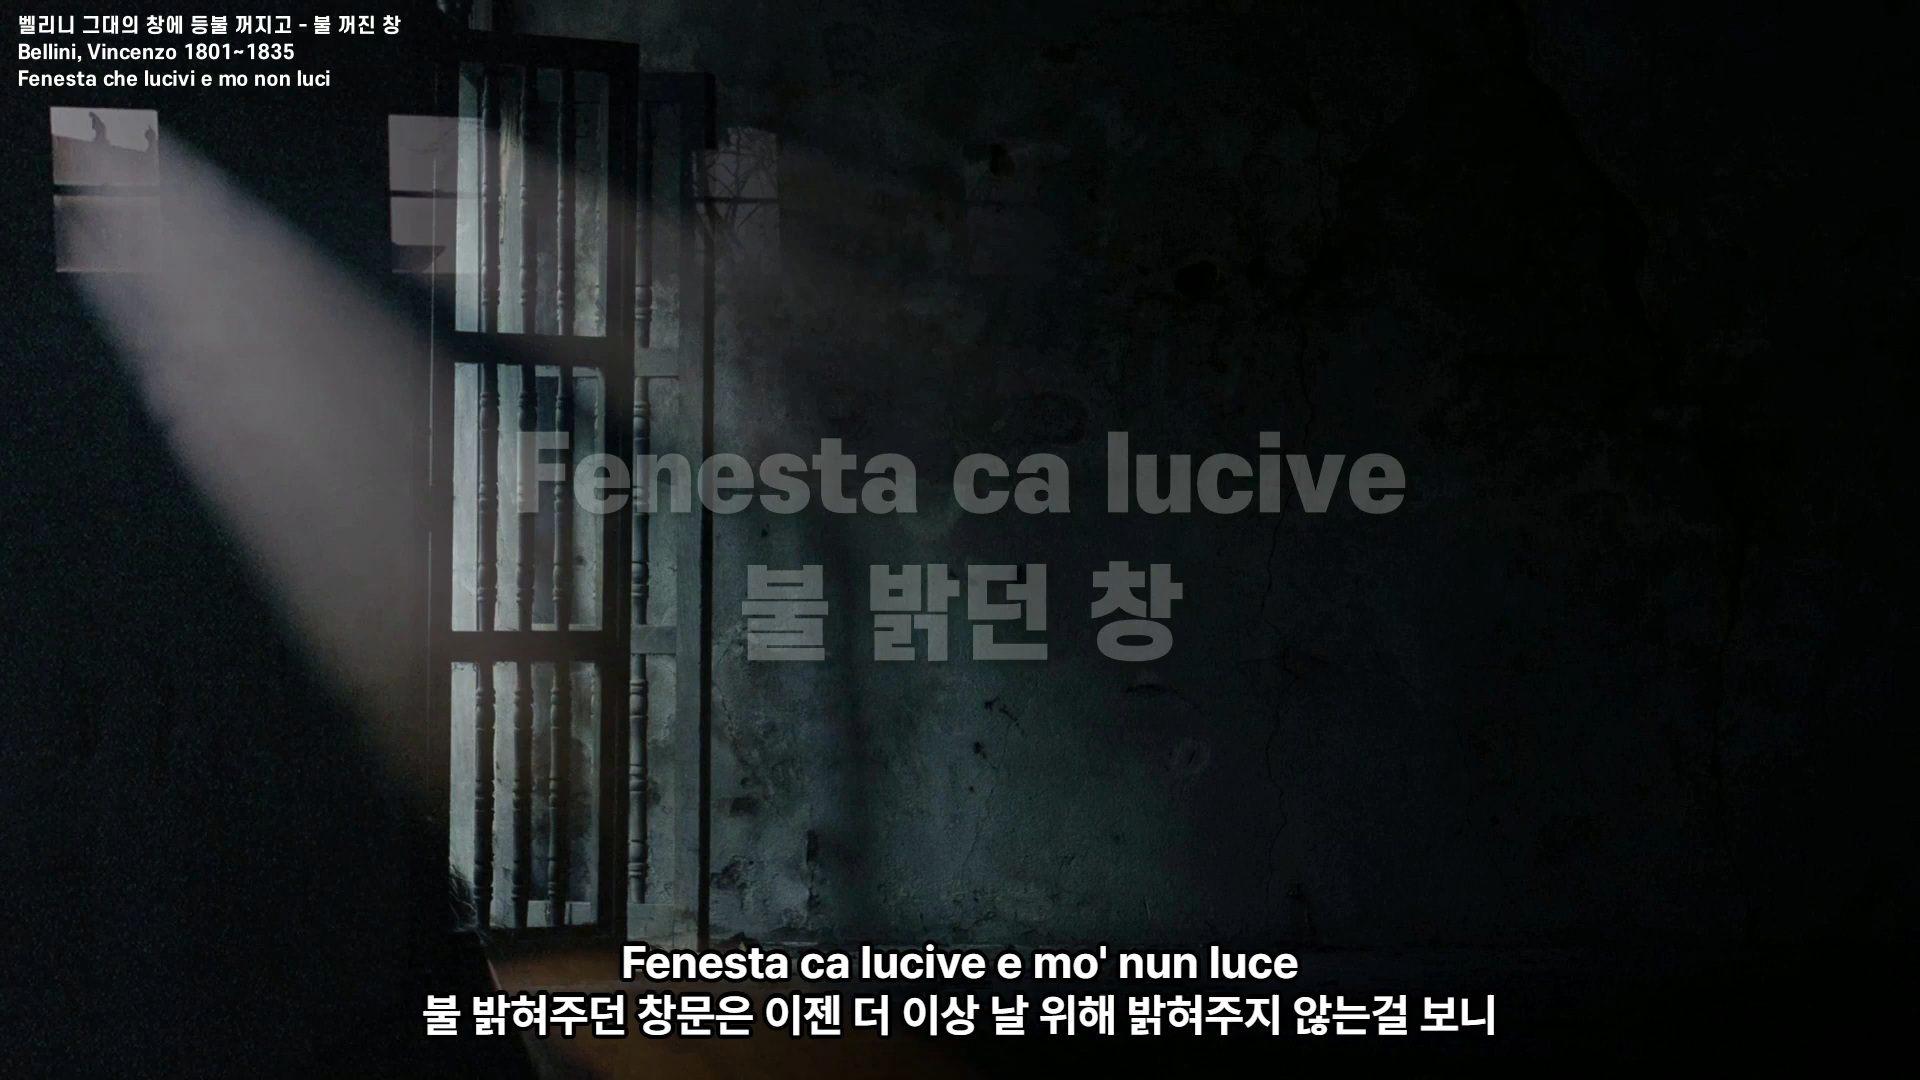 벨리니 그대의 창에 등불 꺼지고 - 불 꺼진 창
Bellini, Vincenzo 1801~1835
Fenesta che lucivi e mo non luci
Fenesta ca lucive
불 밝던 창
Fenesta ca lucive e mo' nun luce
불 밝혀주던 창문은 이젠 더 이상 날 위해 밝혀주지 않는걸 보니